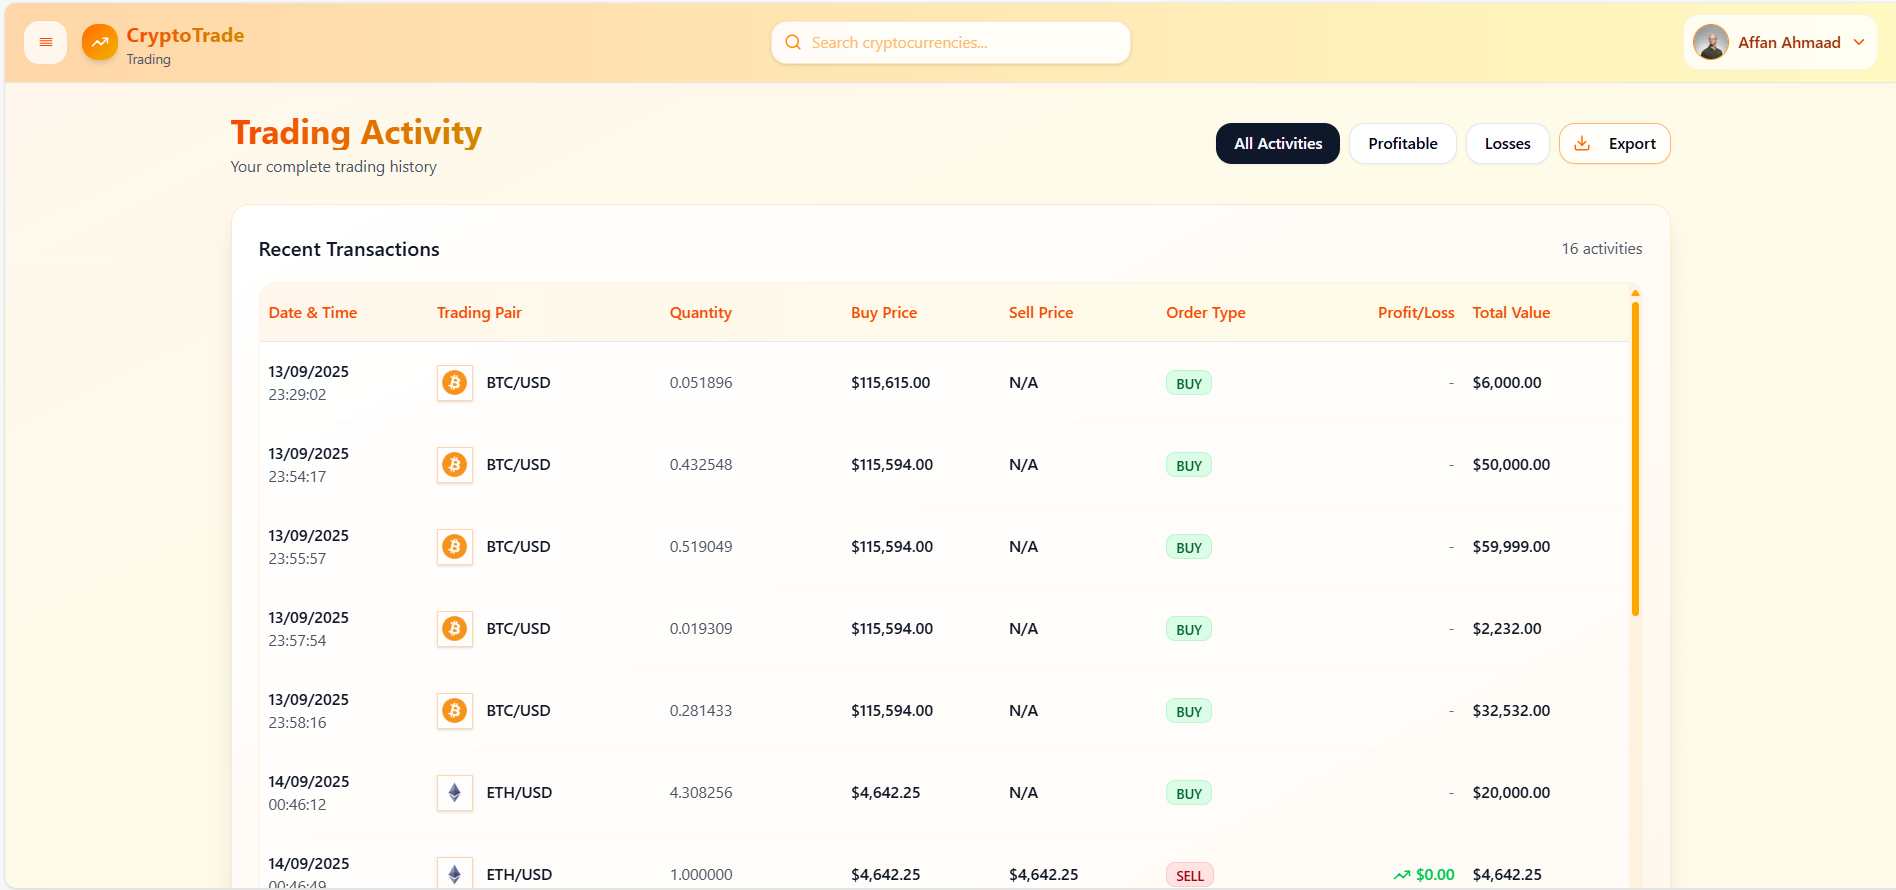 CryptoTrade
Trading
Search cryptocurrencies...
Affan Ahmaad
Trading Activity
Your complete trading history
All Activities
Profitable
Losses
Export
Recent Transactions
16 activities
Date & Time Trading Pair Quantity Buy Price Sell Price Order Type Profit/Loss Total Value
13/09/2025
23:29:02
BTC/USD 0.051896 $115,615.00 N/A BUY - $6,000.00
13/09/2025
23:54:17
BTC/USD 0.432548 $115,594.00 N/A BUY - $50,000.00
13/09/2025
23:55:57
BTC/USD 0.519049 $115,594.00 N/A BUY - $59,999.00
13/09/2025
23:57:54
BTC/USD 0.019309 $115,594.00 N/A BUY - $2,232.00
13/09/2025
23:58:16
BTC/USD 0.281433 $115,594.00 N/A BUY - $32,532.00
14/09/2025
00:46:12
ETH/USD 4.308256 $4,642.25 N/A BUY - $20,000.00
14/09/2025
00:46:49
ETH/USD 1.000000 $4,642.25 $4,642.25 SELL $0.00 $4,642.25